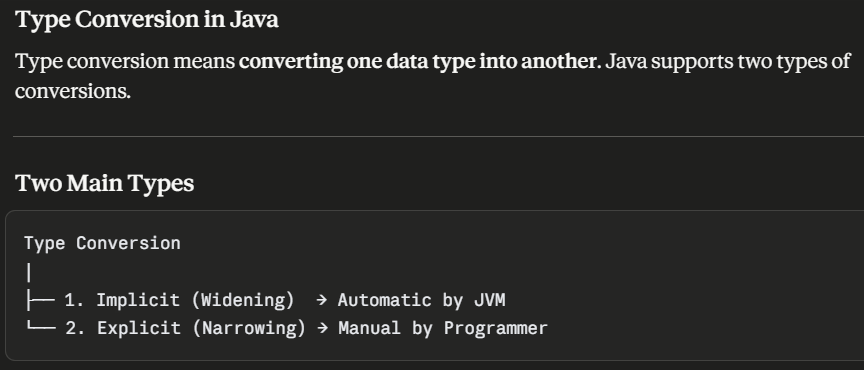 Type Conversion in Java
Type conversion means converting one data type into another. Java supports two types of
conversions.
Two Main Types
Type Conversion
│
├── 1. Implicit (Widening)  → Automatic by JVM
└── 2. Explicit (Narrowing) → Manual by Programmer